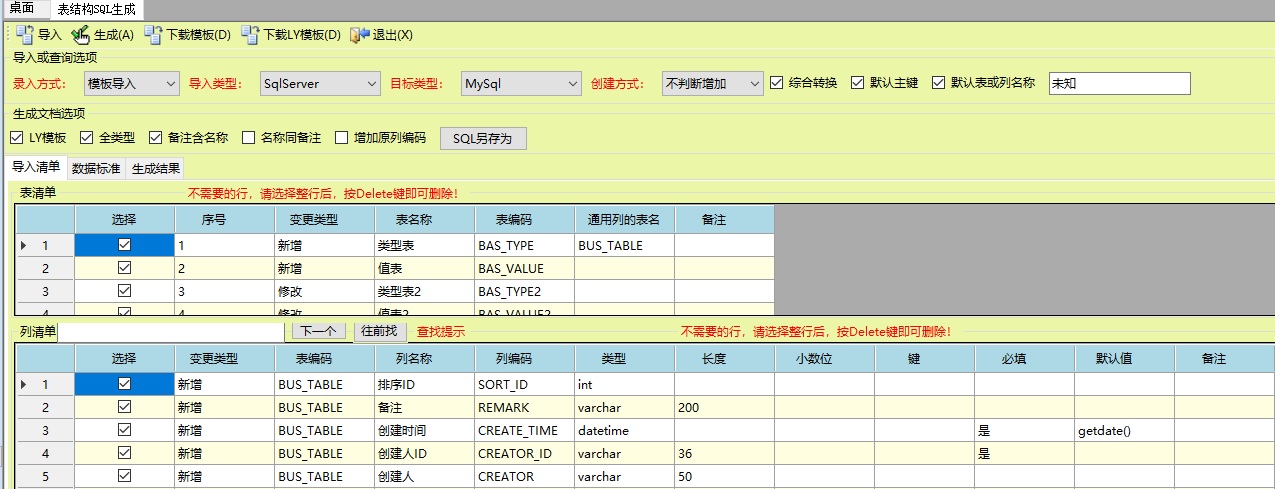 桌面 表结构SQL生成
导入 生成(A) 下载模板(D) 下载LY模板(D) 退出(X)
导入或查询选项
录入方式: 模板导入 导入类型: SqlServer 目标类型: MySql 创建方式: 不判断增加 综合转换 默认主键 默认表或列名称 未知
生成文档选项
LY模板 全类型 备注含名称 名称同备注 增加原列编码 SQL另存为
导入清单 数据标准 生成结果
表清单 不需要的行，请选择整行后，按Delete键即可删除!
选择 序号 变更类型 表名称 表编码 通用列的表名 备注
1 1 新增 类型表 BAS_TYPE BUS_TABLE
2 2 新增 值表 BAS_VALUE
3 3 修改 类型表2 BAS_TYPE2
4 4 修改 值表2 BAS_VALUE2
列清单 下一个 往前找 查找提示 不需要的行，请选择整行后，按Delete键即可删除!
选择 变更类型 表编码 列名称 列编码 类型 长度 小数位 键 必填 默认值 备注
1 新增 BUS_TABLE 排序ID SORT_ID int
2 新增 BUS_TABLE 备注 REMARK varchar 200
3 新增 BUS_TABLE 创建时间 CREATE_TIME datetime 是 getdate()
4 新增 BUS_TABLE 创建人ID CREATOR_ID varchar 36 是
5 新增 BUS_TABLE 创建人 CREATOR varchar 50